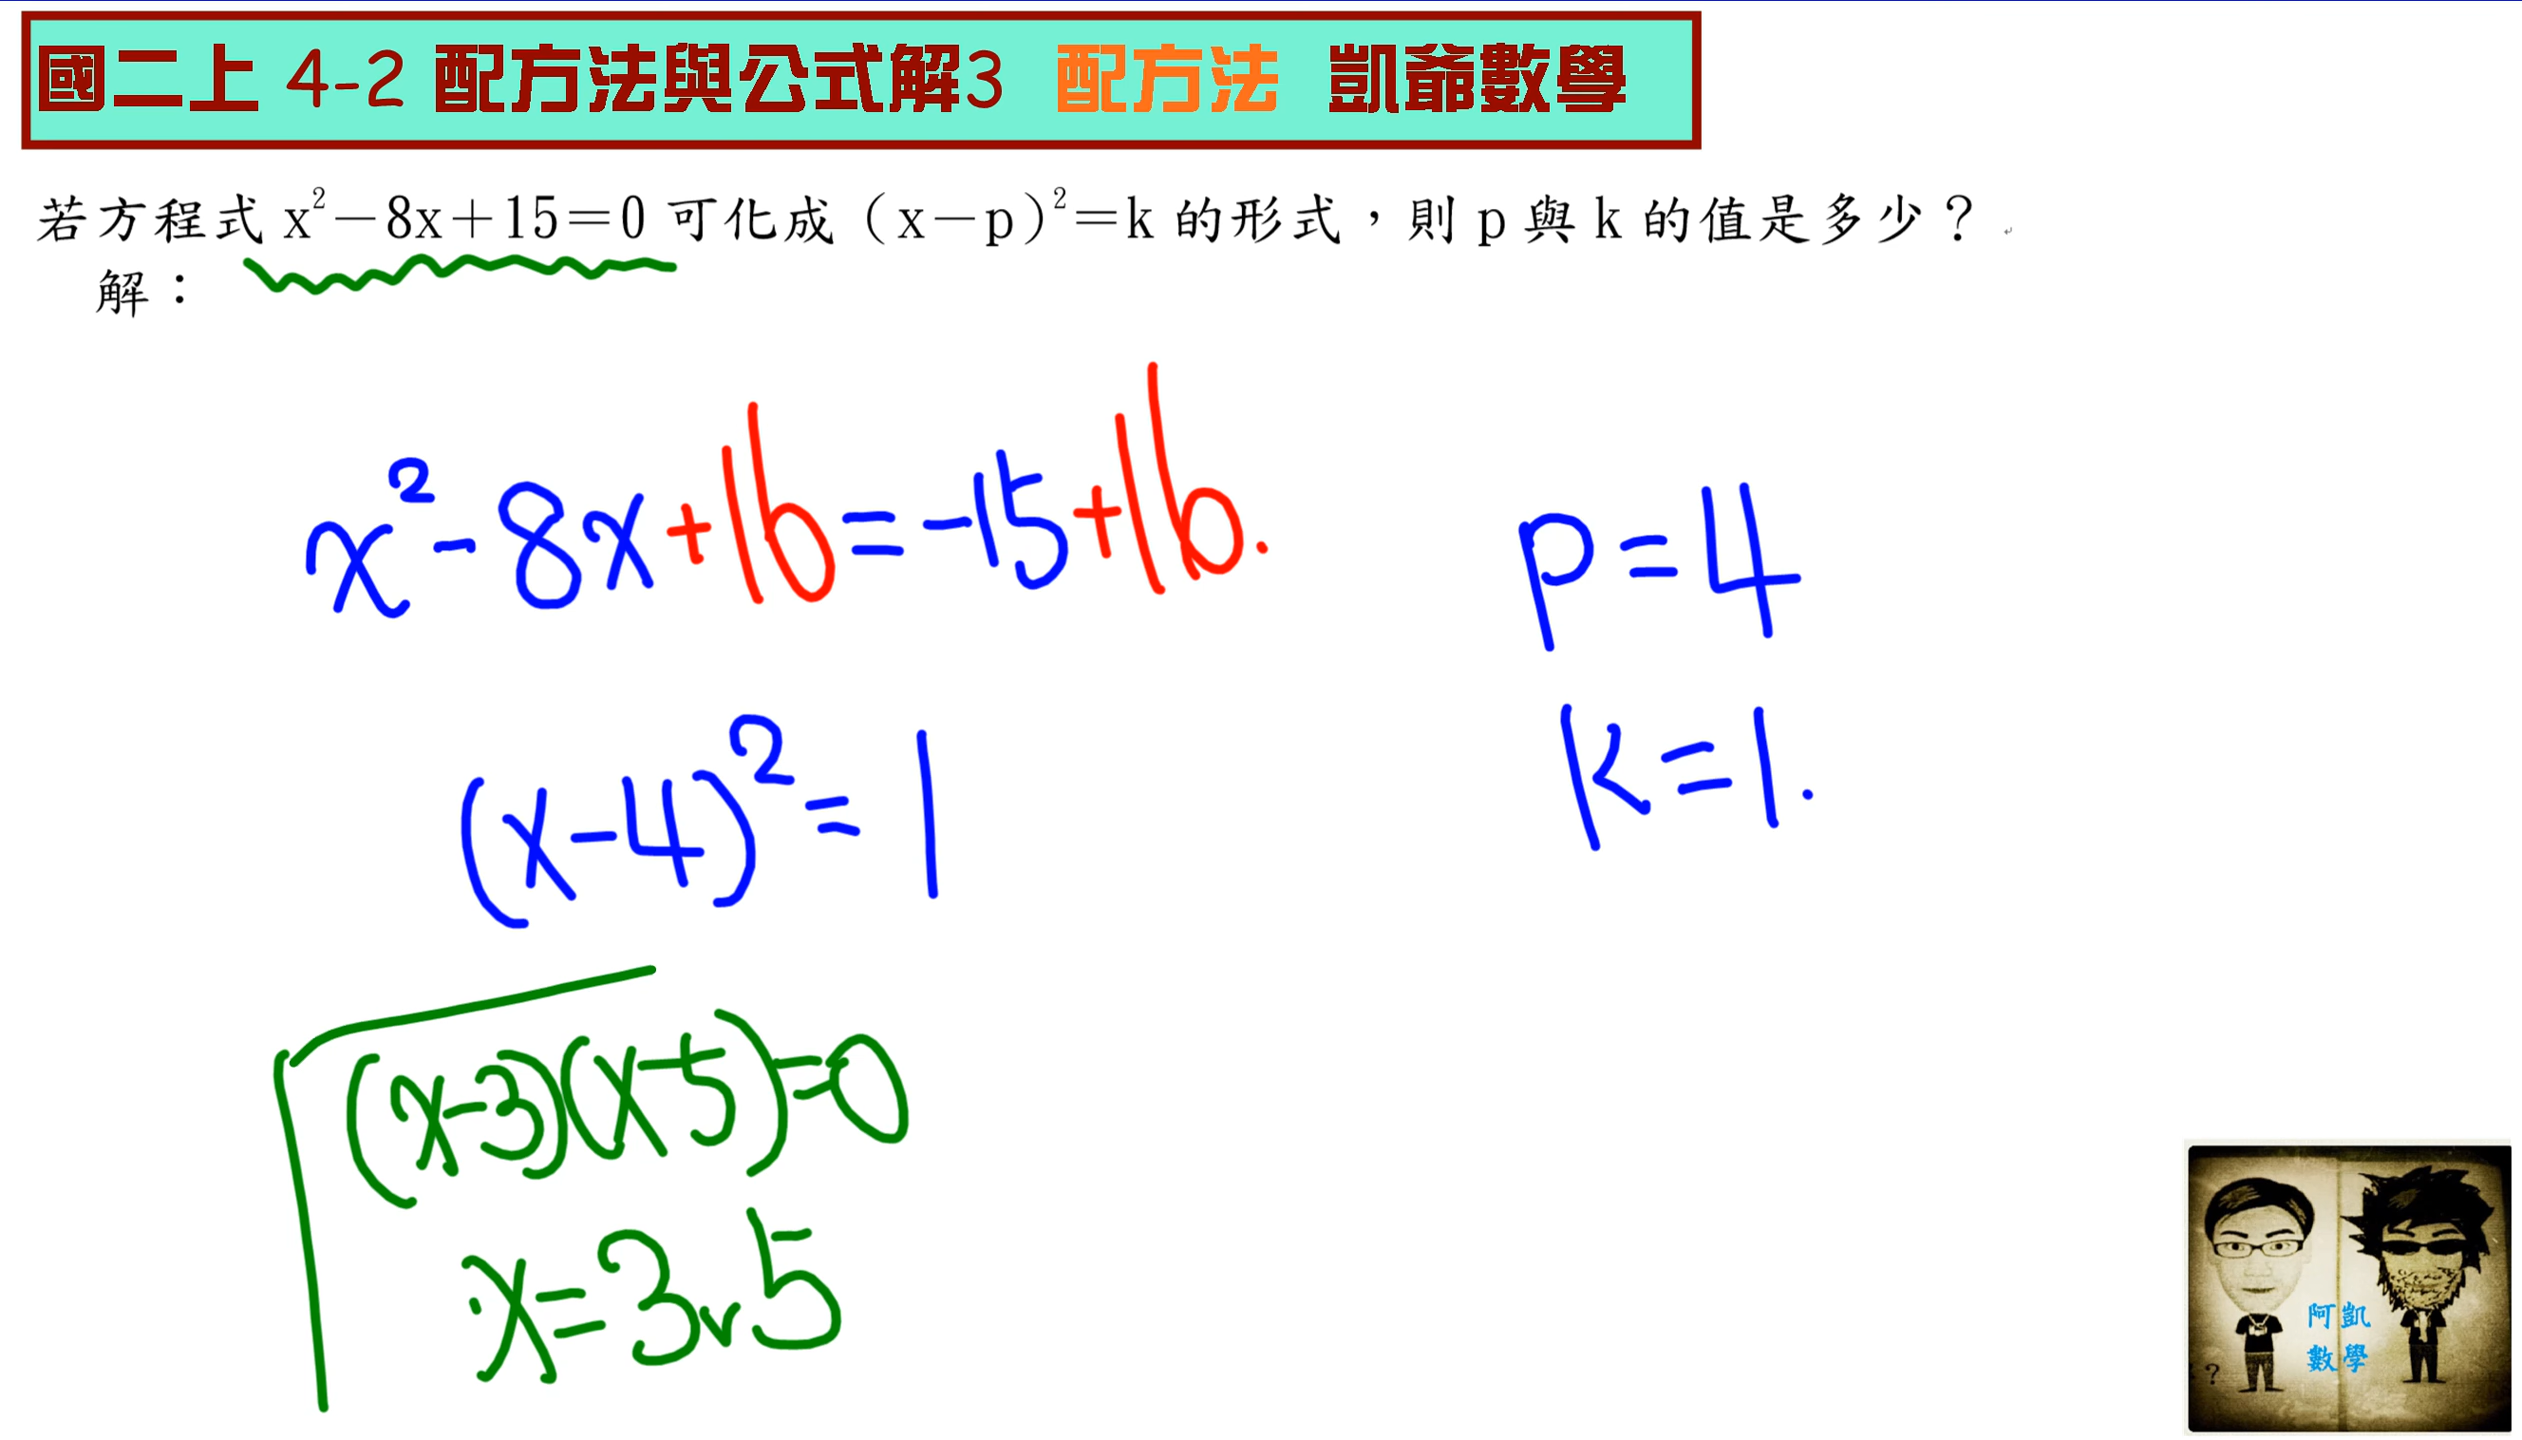 國二上 4-2 配方法與公式解3 配方法 凱爺數學
若方程式 x²－8x＋15＝0 可化成（x－p）²＝k 的形式，則 p 與 k 的值是多少？
解：
x²-8x+16=-15+16.
(x-4)²=1
p=4
k=1.
(x-3)(x-5)=0
x=3v5
阿凱
數學
?